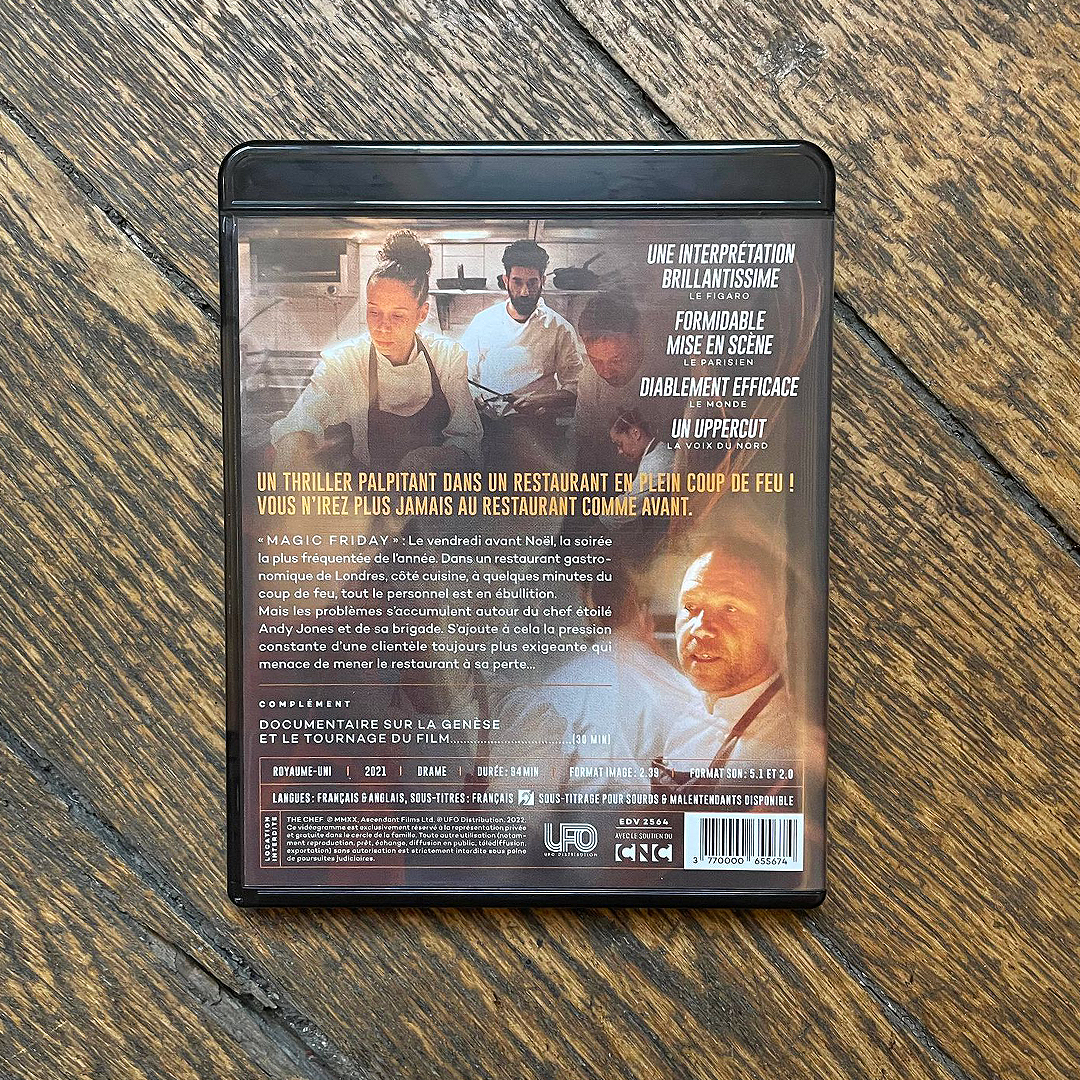 UNE INTERPRÉTATION
BRILLANTISSIME
LE FIGARO
FORMIDABLE
MISE EN SCÈNE
LE PARISIEN
DIABLEMENT EFFICACE
LE MONDE
UN UPPERCUT
LA VOIX DU NORD
UN THRILLER PALPITANT DANS UN RESTAURANT EN PLEIN COUP DE FEU !
VOUS N'IREZ PLUS JAMAIS AU RESTAURANT COMME AVANT.
« MAGIC FRIDAY » : Le vendredi avant Noël, la soirée
la plus fréquentée de l'année. Dans un restaurant gastro-
nomique de Londres, côté cuisine, à quelques minutes du
coup de feu, tout le personnel est en ébullition.
Mais les problèmes s'accumulent autour du chef étoilé
Andy Jones et de sa brigade. S'ajoute à cela la pression
constante d'une clientèle toujours plus exigeante qui
menace de mener le restaurant à sa perte...
COMPLÉMENT
DOCUMENTAIRE SUR LA GENÈSE
ET LE TOURNAGE DU FILM..................................(30 MIN)
ROYAUME-UNI | 2021 | DRAME | DURÉE : 94 MIN | FORMAT IMAGE : 2.39 | FORMAT SON : 5.1 ET 2.0
LANGUES : FRANÇAIS & ANGLAIS, SOUS-TITRES : FRANÇAIS SOUS-TITRAGE POUR SOURDS & MALENTENDANTS DISPONIBLE
LOCATION
INTERDITE
THE CHEF. © MMXX, Ascendant Films Ltd. © UFO Distribution. 2022.
Ce vidéogramme est exclusivement réservé à la représentation privée
et gratuite dans le cercle de la famille. Toute autre utilisation (notam-
ment reproduction, prêt, échange, diffusion en public, télédiffusion,
exportation) sans autorisation est strictement interdite sous peine
de poursuites judiciaires.
UFO
UFO DISTRIBUTION
EDV 2564
AVEC LE SOUTIEN DU
CNC
3 770000 655674